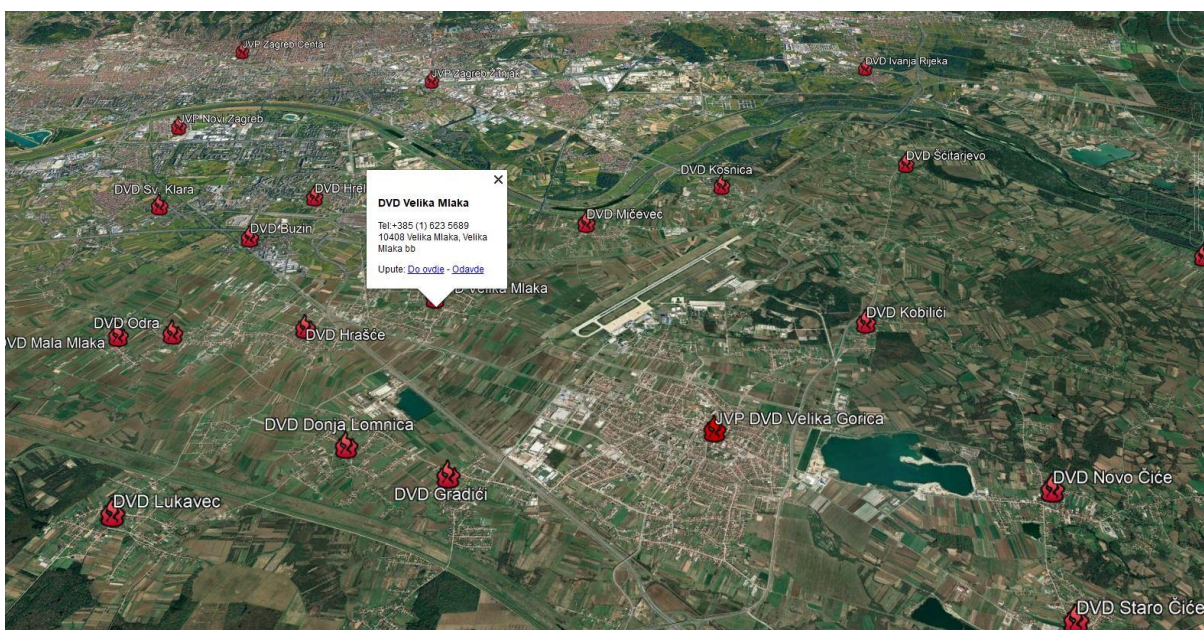 JVP Zagreb Centar
JVP Zagreb Žitnjak
DVD Ivanja Rijeka
JVP Novi Zagreb
DVD Kosnica
DVD Ščitarjevo
DVD Sv. Klara
DVD Hrel
DVD Buzin
DVD Mičevec
DVD Velika Mlaka
Tel:+385 (1) 623 5689
10408 Velika Mlaka, Velika
Mlaka bb
Upute: Do ovdje - Odavde
D Velika Mlaka
DVD Kobilići
DVD Odra
DVD Mala Mlaka
DVD Hrašće
JVP DVD Velika Gorica
DVD Donja Lomnica
DVD Gradići
DVD Lukavec
DVD Novo Čiče
DVD Staro Čiče